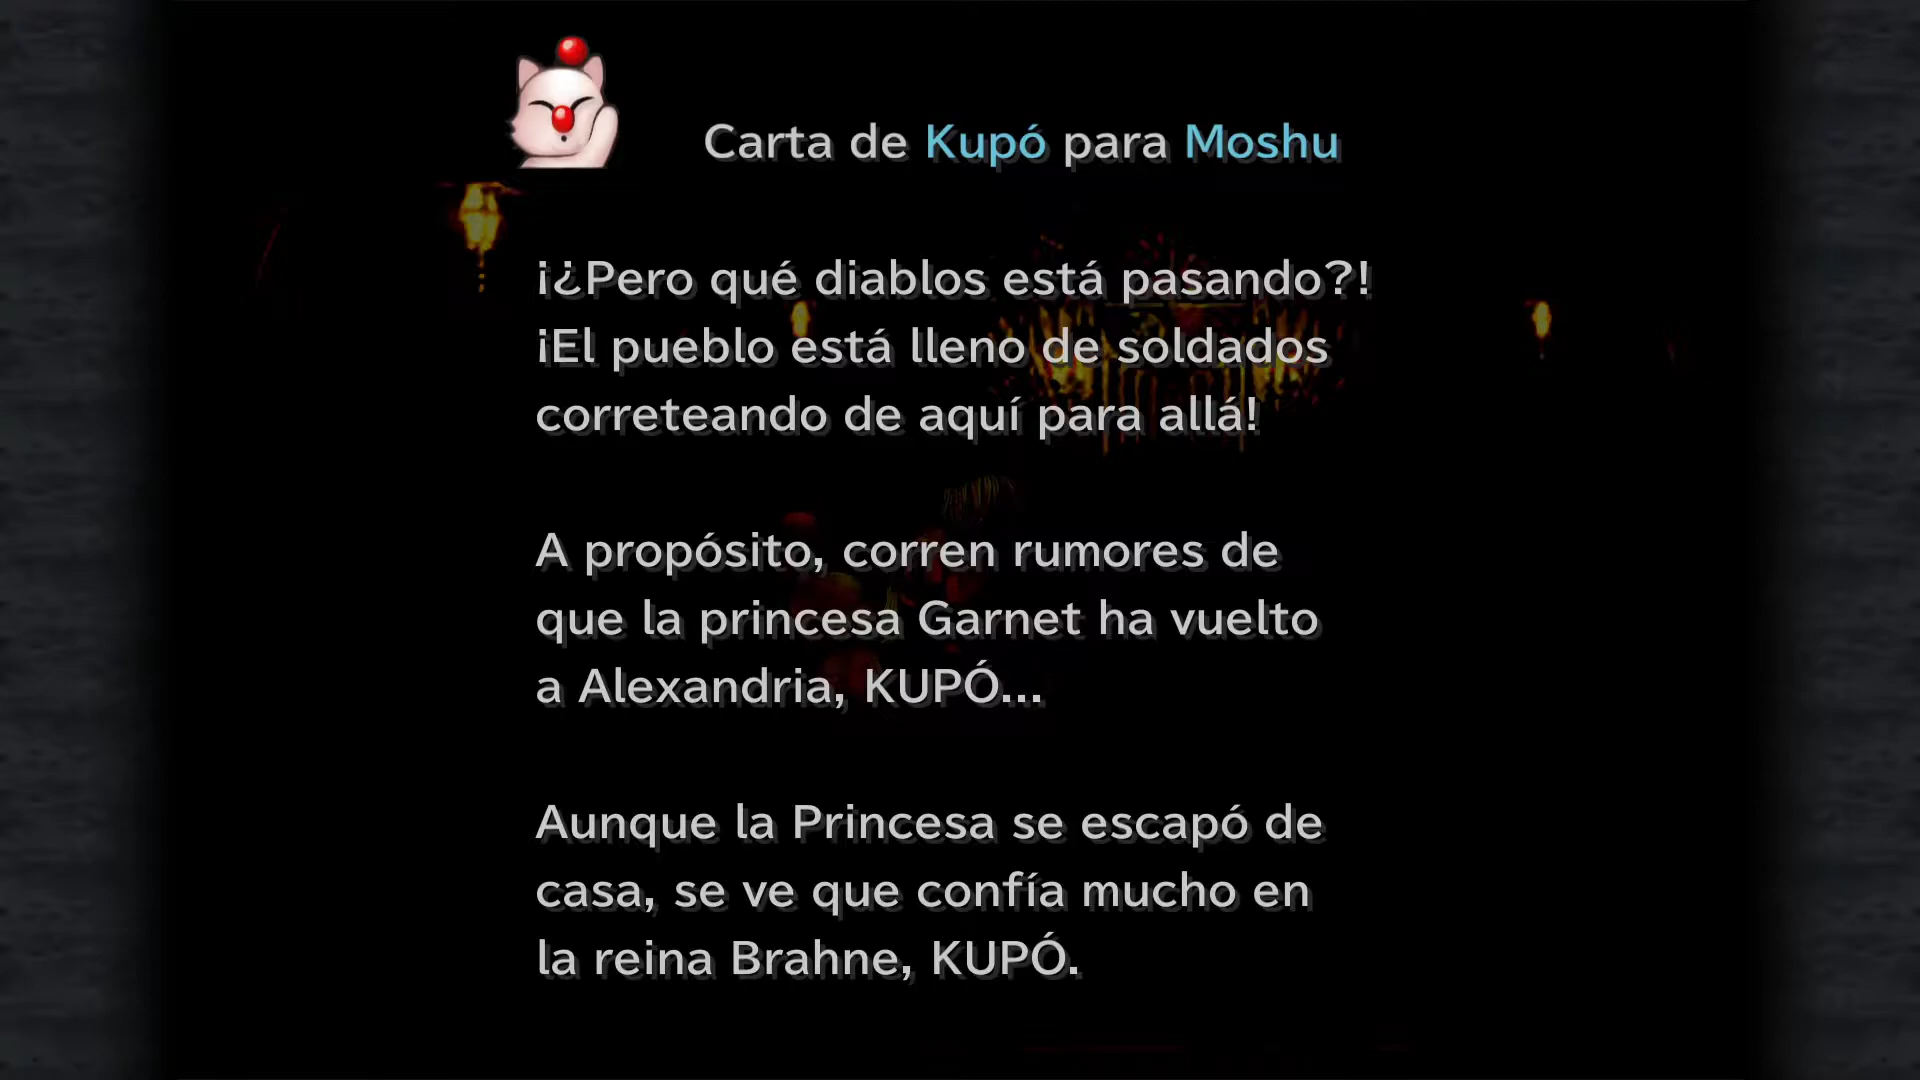 Carta de Kupó para Moshu
¡¿Pero qué diablos está pasando?!
¡El pueblo está lleno de soldados
correteando de aquí para allá!
A propósito, corren rumores de
que la princesa Garnet ha vuelto
a Alexandria, KUPÓ...
Aunque la Princesa se escapó de
casa, se ve que confía mucho en
la reina Brahne, KUPÓ.